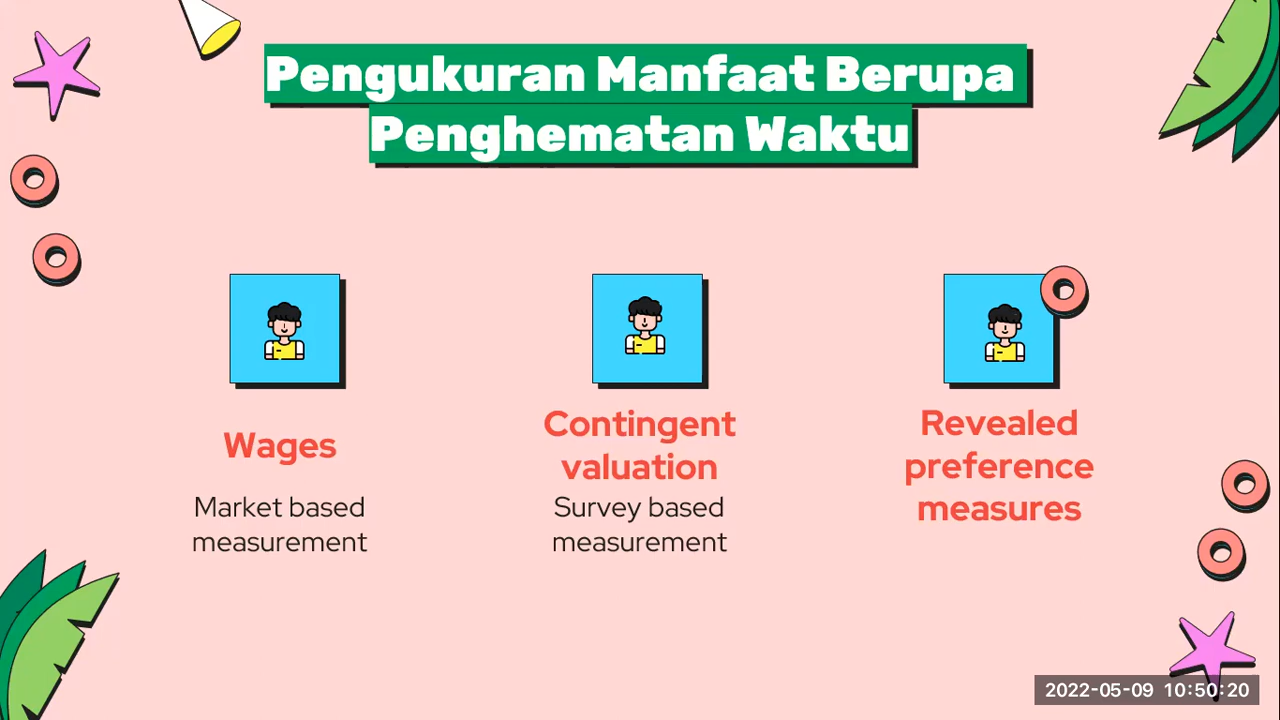 Pengukuran Manfaat Berupa
Penghematan Waktu
Wages
Market based
measurement
Contingent
valuation
Survey based
measurement
Revealed
preference
measures
2022-05-09 10:50:20